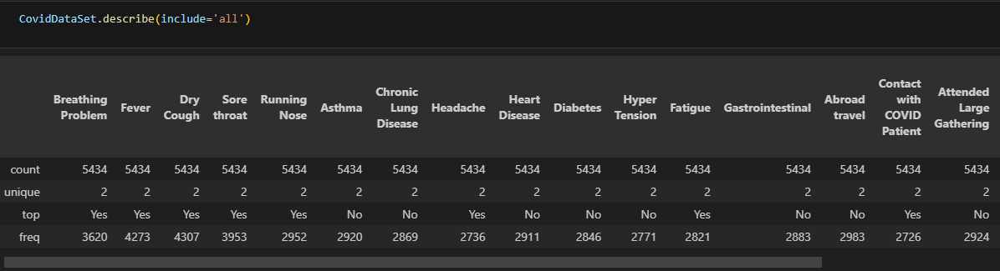 CovidDataSet.describe(include='all')
Breathing Problem Fever Dry Cough Sore throat Running Nose Asthma Chronic Lung Disease Headache Heart Disease Diabetes Hyper Tension Fatigue Gastrointestinal Abroad travel Contact with COVID Patient Attended Large Gathering
count 5434 5434 5434 5434 5434 5434 5434 5434 5434 5434 5434 5434 5434 5434 5434 5434
unique 2 2 2 2 2 2 2 2 2 2 2 2 2 2 2 2
top Yes Yes Yes Yes Yes No No Yes No No No Yes No No Yes No
freq 3620 4273 4307 3953 2952 2920 2869 2736 2911 2846 2771 2821 2883 2983 2726 2924